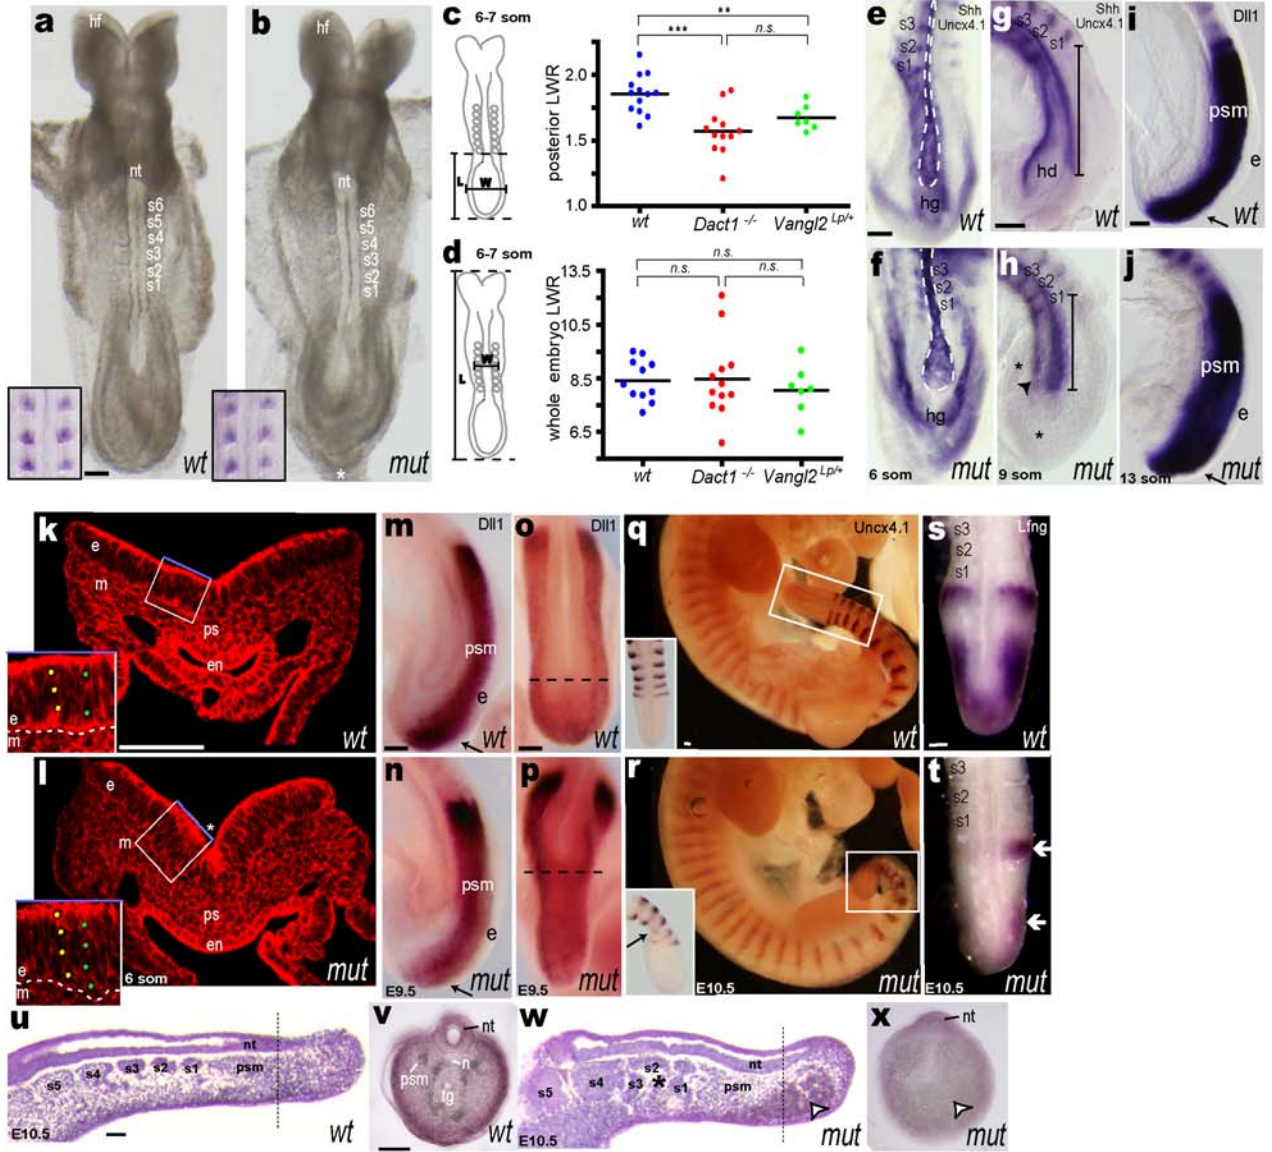 a
hf
nt
s6
s5
s4
s3
s2
s1
wt
b
hf
nt
s6
s5
s4
s3
s2
s1
*
mut
c 6-7 som
L
W
posterior LWR
2.0
1.5
1.0
**
***
n.s.
wt Dact1 -/- Vangl2 Lp/+
d 6-7 som
L
W
whole embryo LWR
13.5
10.5
8.5
6.5
n.s.
n.s. n.s.
wt Dact1 -/- Vangl2 Lp/+
e Shh
Uncx4.1
s3
s2
s1
hg
wt
g Shh
Uncx4.1
s3
s2
s1
hd
wt
i Dll1
psm
e
wt
f
s3
s2
s1
hg
6 som mut
h
s3
s2
s1
*
*
9 som mut
j
psm
e
13 som mut
k
e
m
ps
en
e
m
wt
l
e
m
*
ps
en
e
m
6 som mut
m Dll1
psm
e
wt
o Dll1
wt
n
psm
e
E9.5 mut
p
E9.5 mut
q Uncx4.1
wt
r
E10.5 mut
s Lfng
s3
s2
s1
wt
t
s3
s2
s1
E10.5 mut
u
nt
s5 s4 s3 s2 s1 psm
E10.5 wt
v
nt
psm n
tg
wt
w
nt
s5 s4 s3 s2 s1 psm
*
E10.5 mut
x
nt
mut